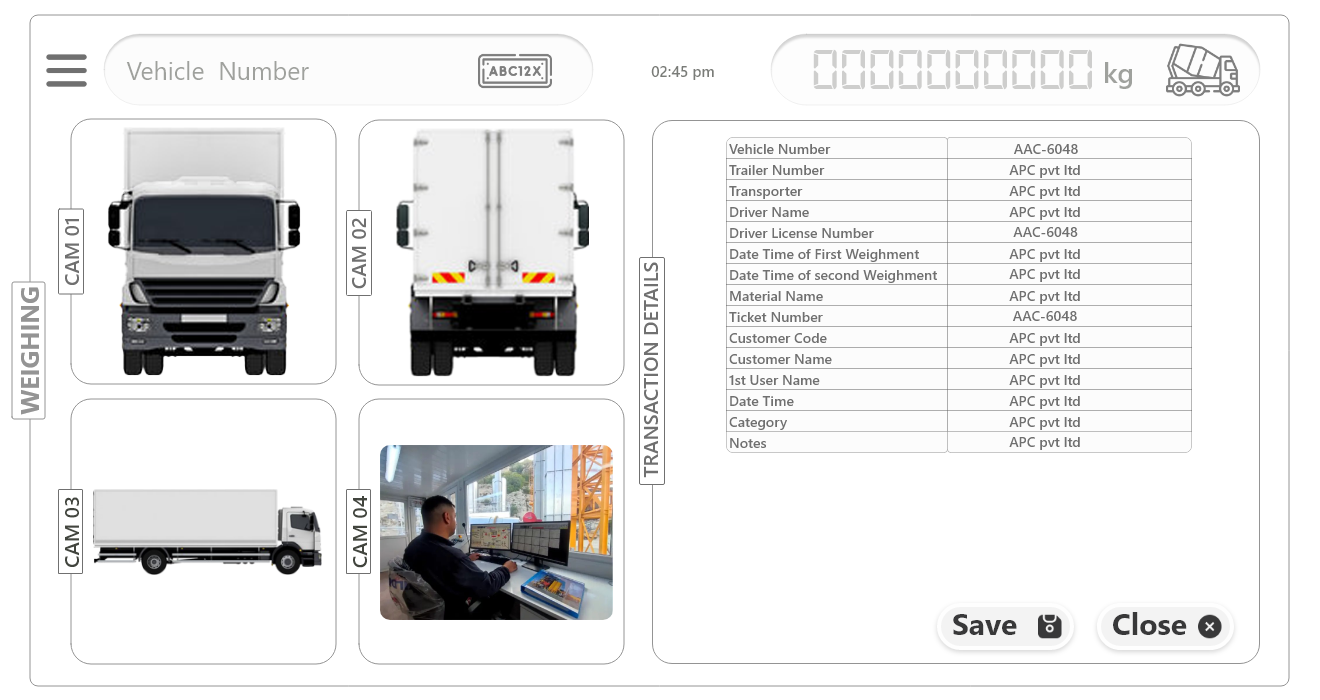 Vehicle Number
ABC12X
02:45 pm
0000000000 kg
WEIGHING
CAM 01
CAM 02
CAM 03
CAM 04
TRANSACTION DETAILS
Vehicle Number AAC-6048
Trailer Number APC pvt ltd
Transporter APC pvt ltd
Driver Name APC pvt ltd
Driver License Number AAC-6048
Date Time of First Weighment APC pvt ltd
Date Time of second Weighment APC pvt ltd
Material Name APC pvt ltd
Ticket Number AAC-6048
Customer Code APC pvt ltd
Customer Name APC pvt ltd
1st User Name APC pvt ltd
Date Time APC pvt ltd
Category APC pvt ltd
Notes APC pvt ltd
Save
Close